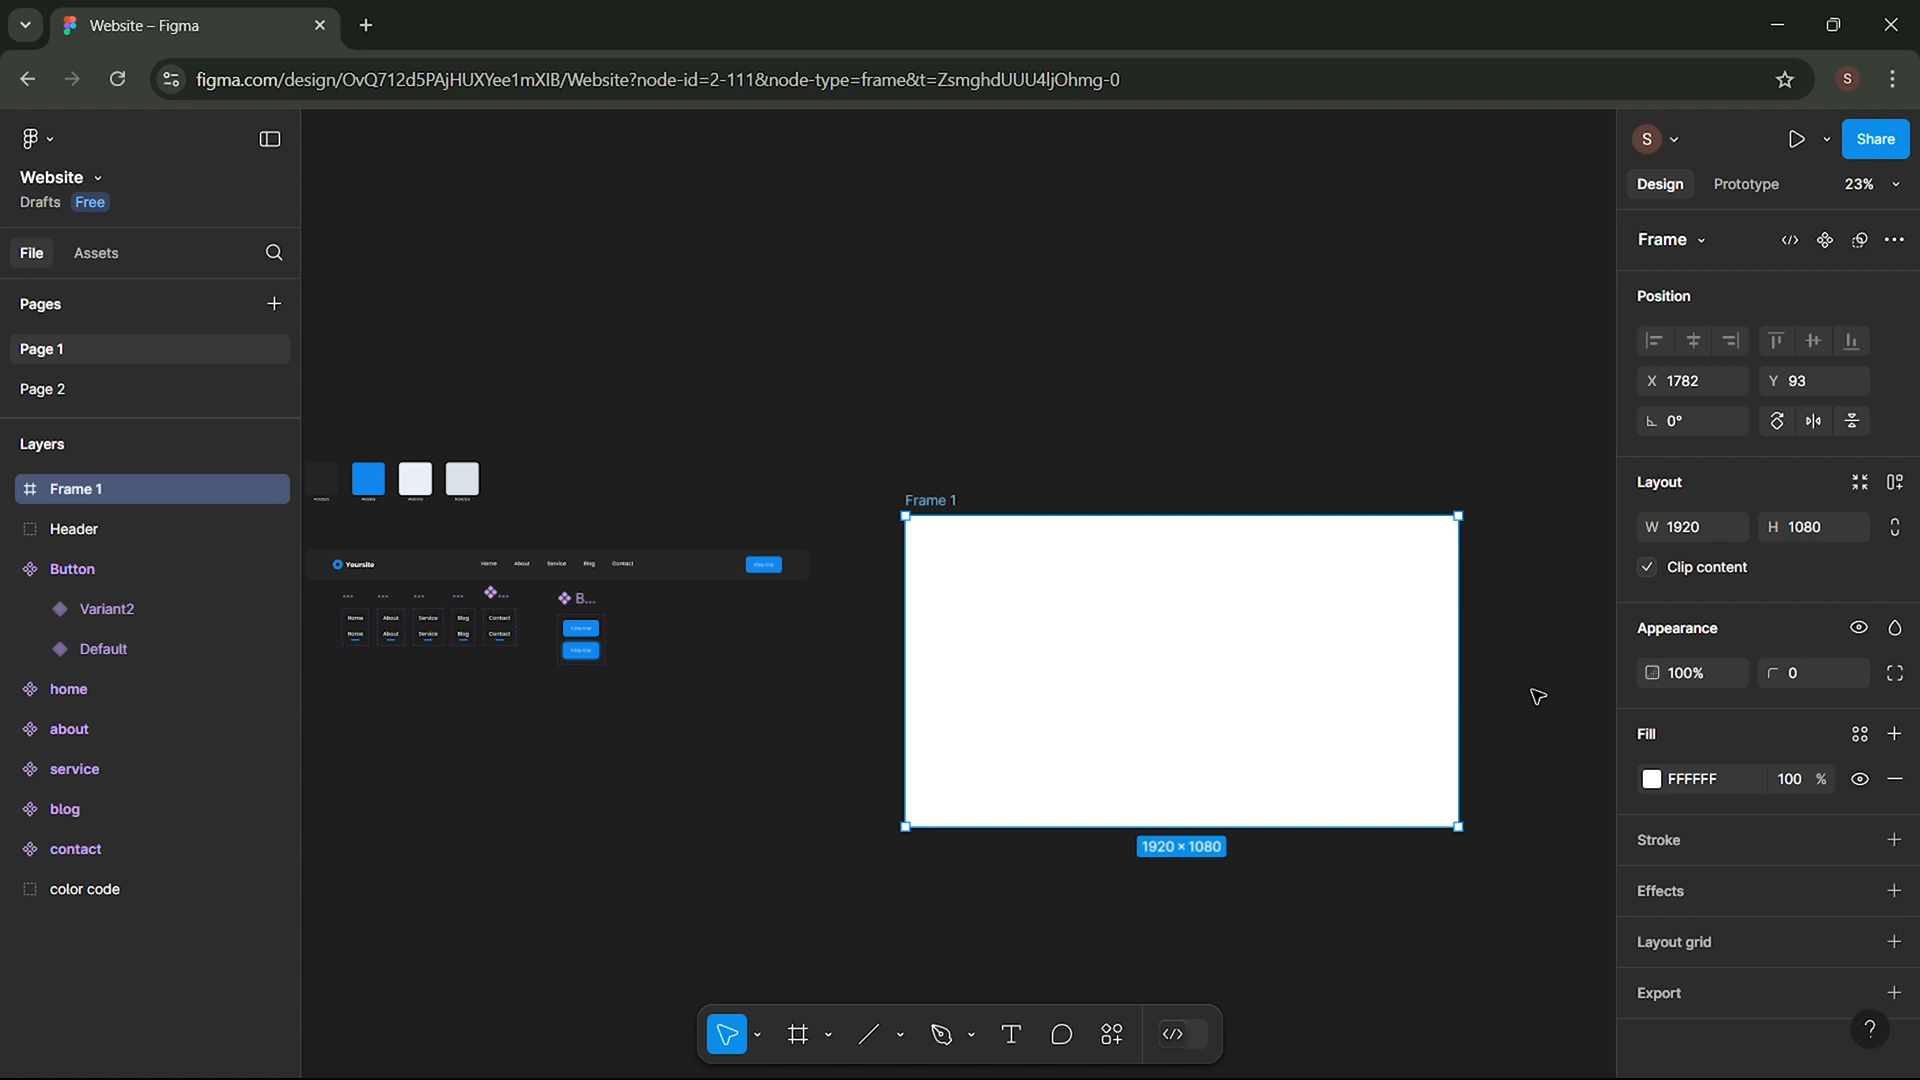 Website – Figma
figma.com/design/OvQ712d5PAjHUXYee1mXIB/Website?node-id=2-111&node-type=frame&t=ZsmghdUUU4ljOhmg-0
S
Website
Drafts Free
File Assets
Pages
Page 1
Page 2
Layers
Frame 1
Header
Button
Variant2
Default
home
about
service
blog
contact
color code
Yoursite
Home About Service Blog Contact
B...
Home About Service Blog Contact
Home About Service Blog Contact
Frame 1
1920 × 1080
S Share
Design Prototype 23%
Frame
Position
X 1782 Y 93
0°
Layout
W 1920 H 1080
Clip content
Appearance
100% 0
Fill
FFFFFF 100 %
Stroke
Effects
Layout grid
Export
?